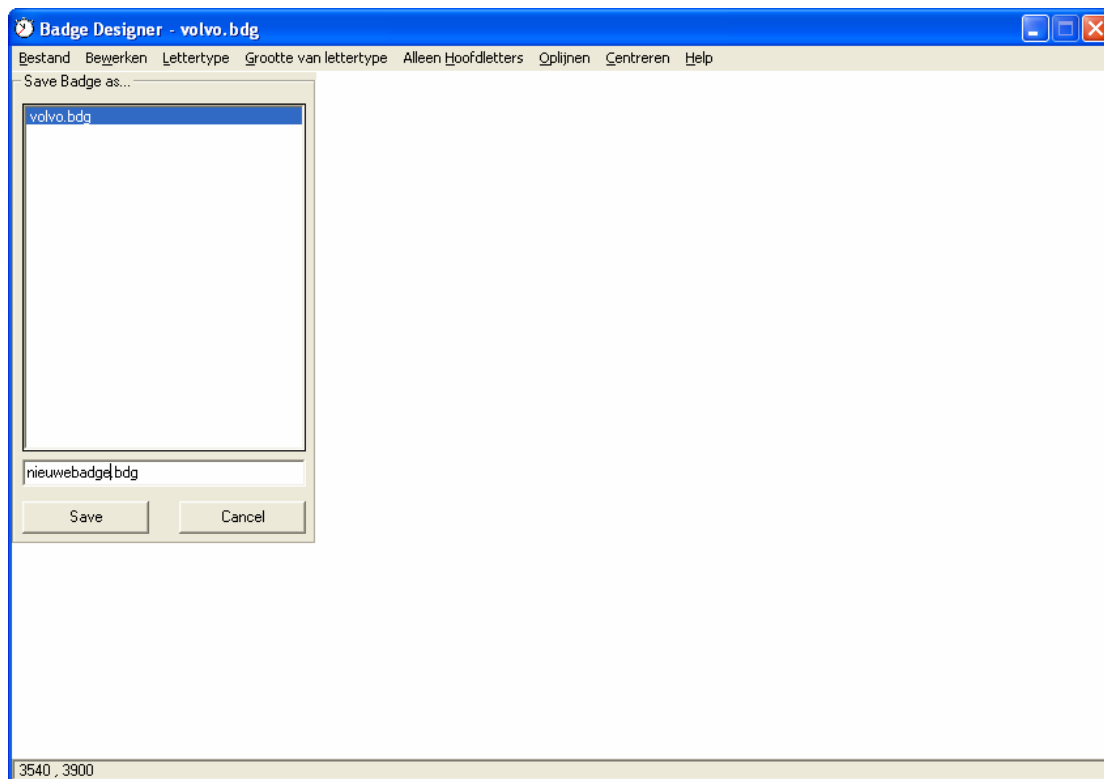 Badge Designer - volvo.bdg
Bestand Bewerken Lettertype Grootte van lettertype Alleen Hoofdletters Oplijnen Centreren Help
Save Badge as...
volvo.bdg
nieuwebadge.bdg
Save Cancel
3540 , 3900